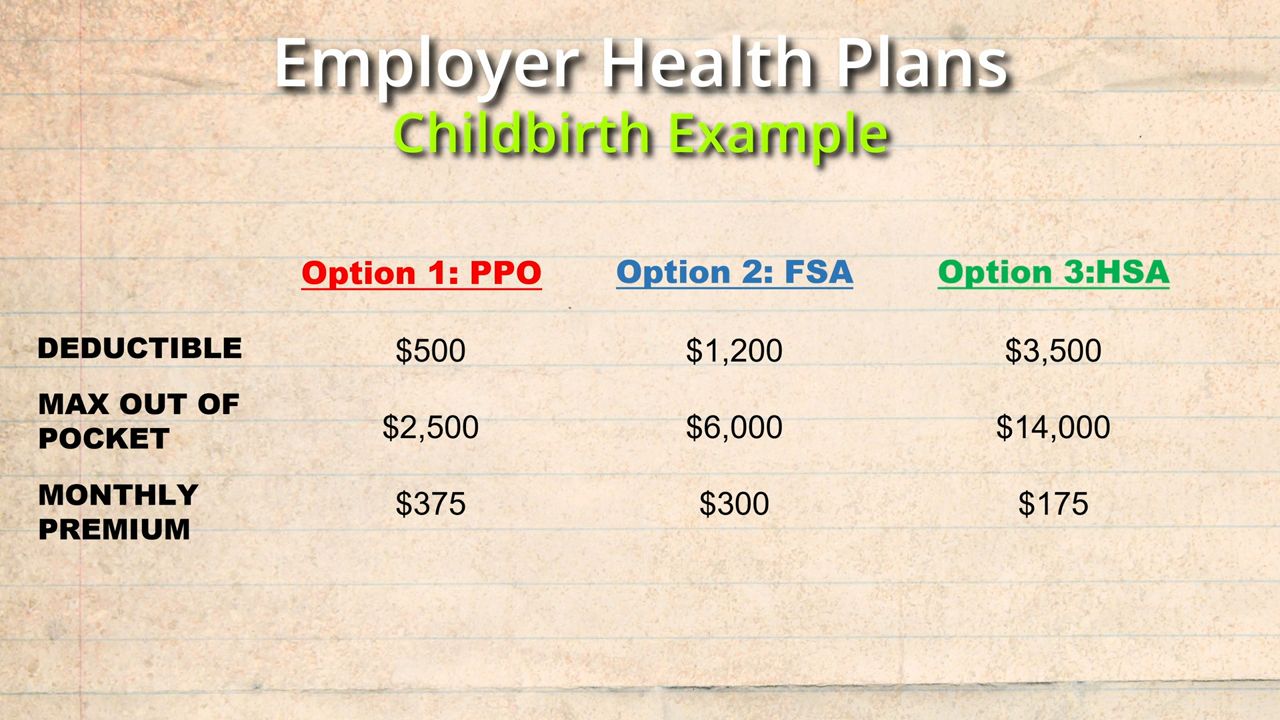 Employer Health Plans
Childbirth Example
Option 1: PPO Option 2: FSA Option 3:HSA
DEDUCTIBLE $500 $1,200 $3,500
MAX OUT OF
POCKET $2,500 $6,000 $14,000
MONTHLY
PREMIUM $375 $300 $175